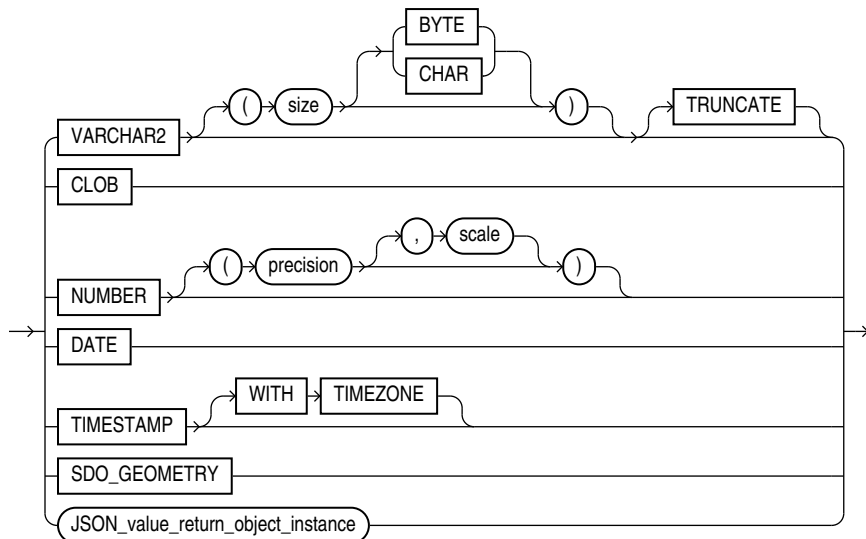 BYTE
CHAR
( size ) TRUNCATE
VARCHAR2
CLOB
, scale
( precision )
NUMBER
DATE
WITH TIMEZONE
TIMESTAMP
SDO_GEOMETRY
JSON_value_return_object_instance